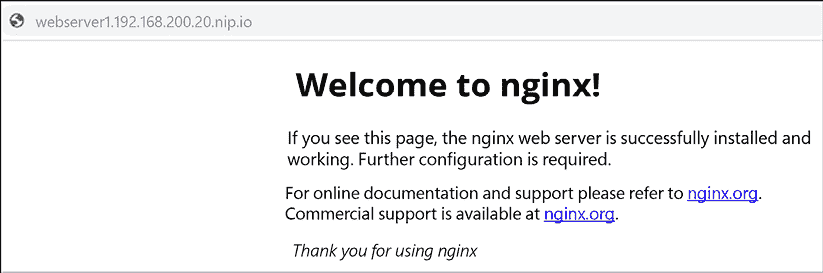 webserver1.192.168.200.20.nip.io
Welcome to nginx!
If you see this page, the nginx web server is successfully installed and
working. Further configuration is required.
For online documentation and support please refer to nginx.org.
Commercial support is available at nginx.org.
Thank you for using nginx